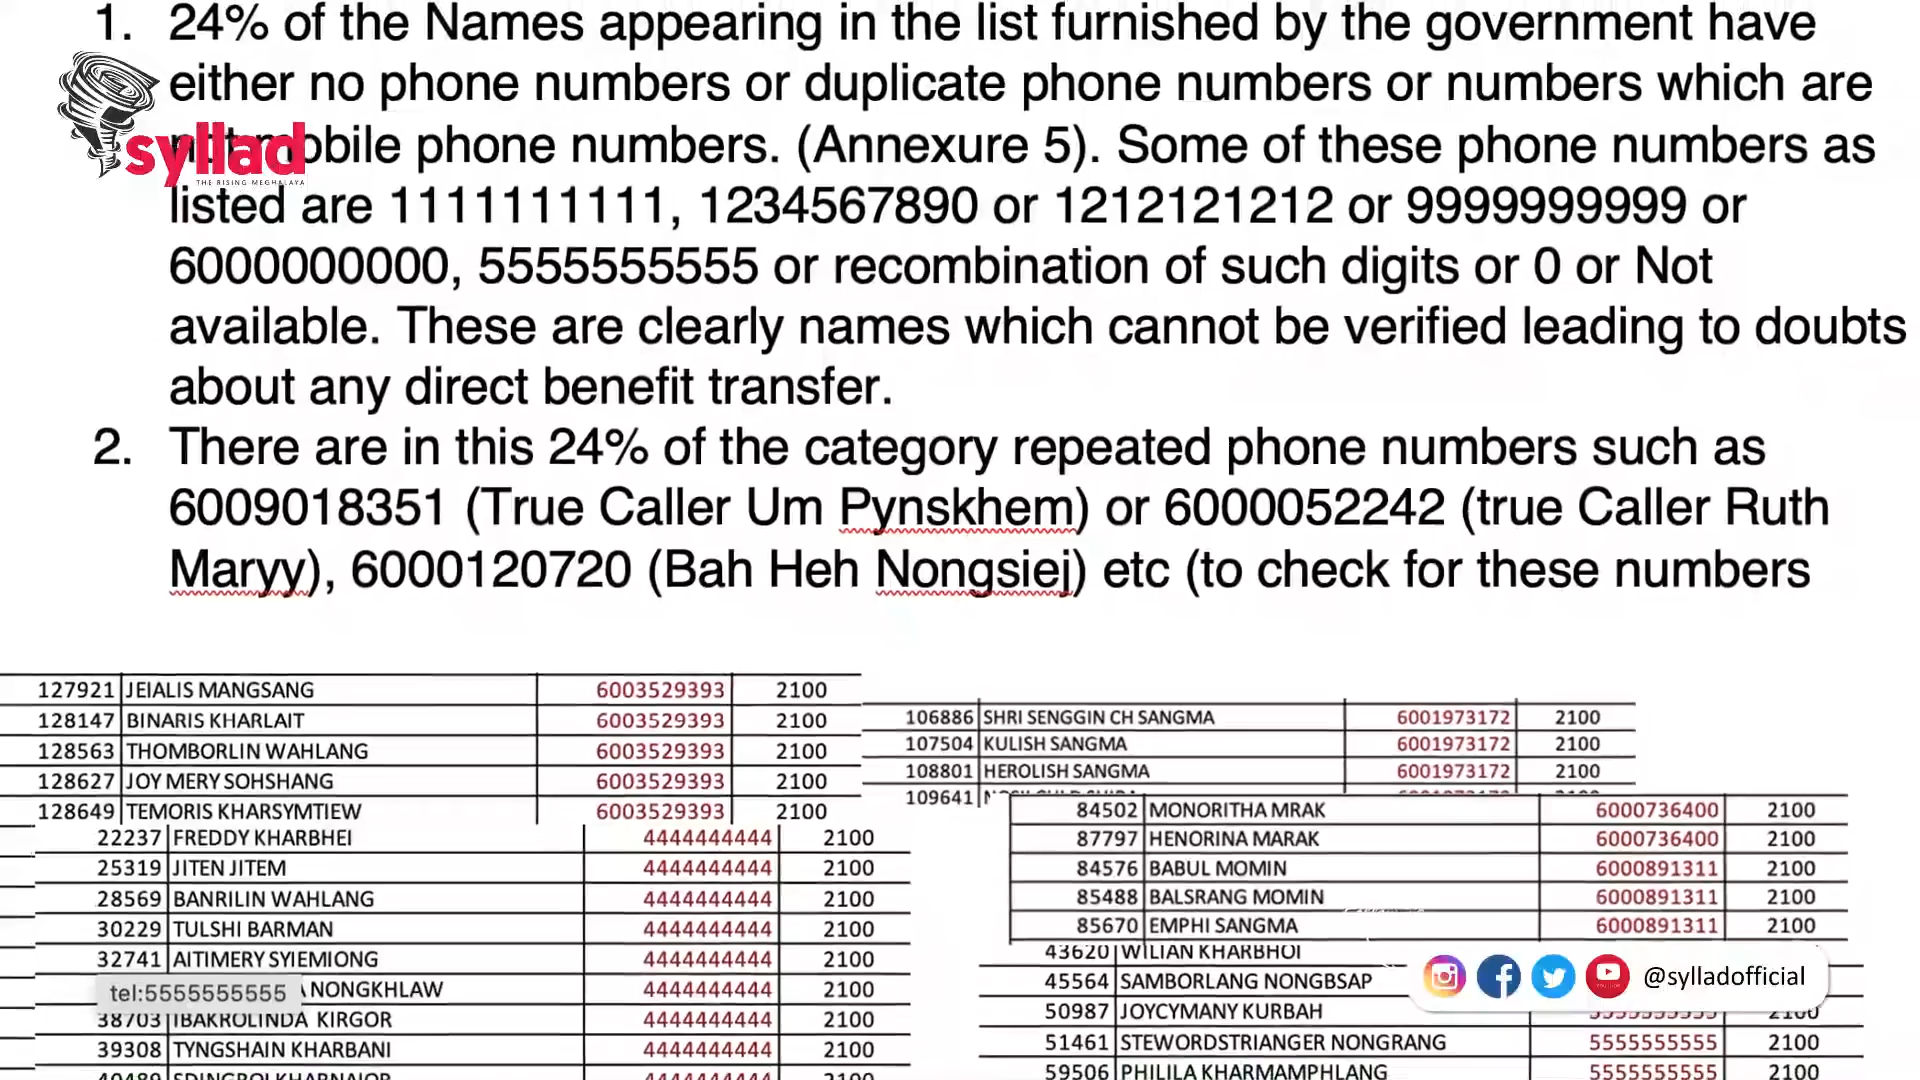 1. 24% of the Names appearing in the list furnished by the government have
either no phone numbers or duplicate phone numbers or numbers which are
mobile phone numbers. (Annexure 5). Some of these phone numbers as
listed are 1111111111, 1234567890 or 1212121212 or 9999999999 or
6000000000, 5555555555 or recombination of such digits or 0 or Not
available. These are clearly names which cannot be verified leading to doubts
about any direct benefit transfer.
2. There are in this 24% of the category repeated phone numbers such as
6009018351 (True Caller Um Pynskhem) or 6000052242 (true Caller Ruth
Maryy), 6000120720 (Bah Heh Nongsiej) etc (to check for these numbers
syllad
THE RISING MEGHALAYA
127921 JEIALIS MANGSANG 6003529393 2100
128147 BINARIS KHARLAIT 6003529393 2100
128563 THOMBORLIN WAHLANG 6003529393 2100
128627 JOY MERY SOHSHANG 6003529393 2100
128649 TEMORIS KHARSYMTIEW 6003529393 2100
22237 FREDDY KHARBHEI 4444444444 2100
25319 JITEN JITEM 4444444444 2100
28569 BANRILIN WAHLANG 4444444444 2100
30229 TULSHI BARMAN 4444444444 2100
32741 AITIMERY SYIEMIONG 4444444444 2100
NONGKHLAW 4444444444 2100
38703 IBAKROLINDA KIRGOR 4444444444 2100
39308 TYNGSHAIN KHARBANI 4444444444 2100
tel:5555555555
106886 SHRI SENGGIN CH SANGMA 6001973172 2100
107504 KULISH SANGMA 6001973172 2100
108801 HEROLISH SANGMA 6001973172 2100
109641
84502 MONORITHA MRAK 6000736400 2100
87797 HENORINA MARAK 6000736400 2100
84576 BABUL MOMIN 6000891311 2100
85488 BALSRANG MOMIN 6000891311 2100
85670 EMPHI SANGMA 6000891311 2100
43620 WILIAN KHARBHOI
45564 SAMBORLANG NONGBSAP
50987 JOYCYMANY KURBAH 5555555555 2100
51461 STEWORDSTRIANGER NONGRANG 5555555555 2100
59506 PHILILA KHARMAMPHLANG 5555555555 2100
@sylladofficial